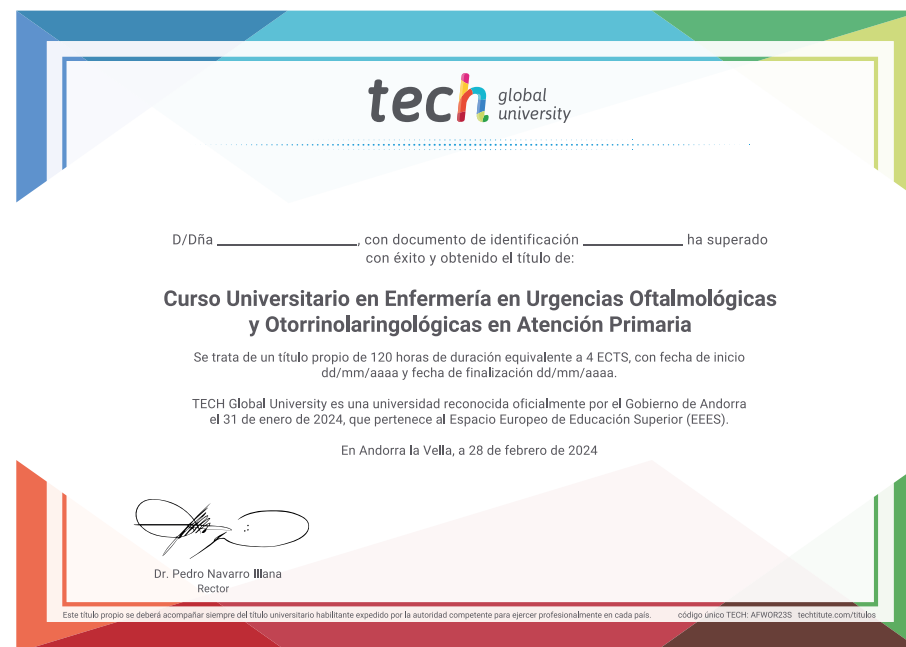 tech global university
D/Dña ____________________, con documento de identificación ______________ ha superado
con éxito y obtenido el título de:
Curso Universitario en Enfermería en Urgencias Oftalmológicas
y Otorrinolaringológicas en Atención Primaria
Se trata de un título propio de 120 horas de duración equivalente a 4 ECTS, con fecha de inicio
dd/mm/aaaa y fecha de finalización dd/mm/aaaa.
TECH Global University es una universidad reconocida oficialmente por el Gobierno de Andorra
el 31 de enero de 2024, que pertenece al Espacio Europeo de Educación Superior (EEES).
En Andorra la Vella, a 28 de febrero de 2024
Dr. Pedro Navarro Illana
Rector
Este título propio se deberá acompañar siempre del título universitario habilitante expedido por la autoridad competente para ejercer profesionalmente en cada país. código único TECH: AFWOR23S techtitute.com/titulos